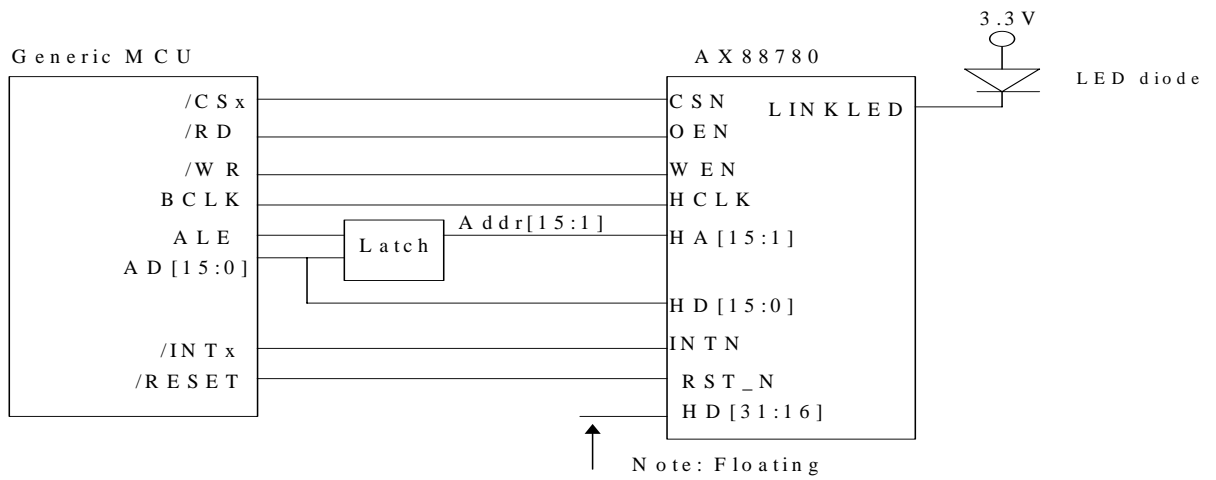 3.3V
Generic MCU
AX88780
LED diode
/CSx
CSN
LINKLED
/RD
OEN
/WR
WEN
BCLK
HCLK
Addr[15:1]
ALE
Latch
HA[15:1]
AD[15:0]
HD[15:0]
/INTx
INTN
/RESET
RST_N
HD[31:16]
Note: Floating